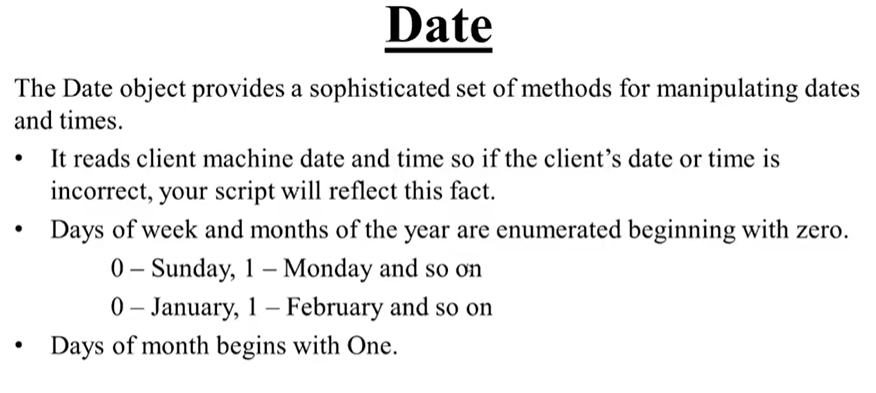 Date
The Date object provides a sophisticated set of methods for manipulating dates
and times.
• It reads client machine date and time so if the client’s date or time is
incorrect, your script will reflect this fact.
• Days of week and months of the year are enumerated beginning with zero.
0 – Sunday, 1 – Monday and so on
0 – January, 1 – February and so on
• Days of month begins with One.